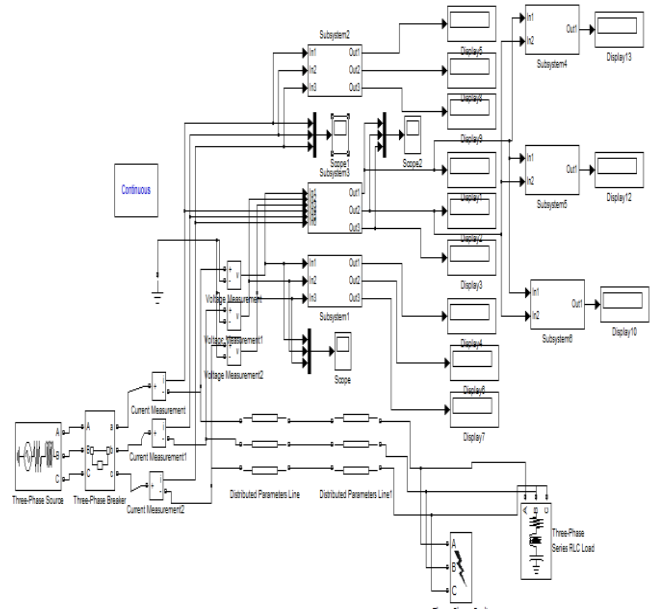 Subsystem2
In1
In2
In3
Out1
Out2
Out3
Display5
Display8
Display9
In1
In2
Out1
Subsystem4
Display13
Scope1
Scope2
Subsystem3
Out1
Out2
Out3
Display1
Display2
Display3
In1
In2
Out1
Subsystem5
Display12
Continuous
Voltage Measurement
Voltage Measurement1
Voltage Measurement2
In1
In2
In3
Out1
Out2
Out3
Subsystem1
Scope
Display4
Display6
Display7
In1
In2
Out1
Subsystem6
Display10
Current Measurement
Current Measurement1
Current Measurement2
A
B
C
Three-Phase Source
A
B
C
a
b
c
Three-Phase Breaker
Distributed Parameters Line
Distributed Parameters Line1
A
B
C
Three-Phase
Series RLC Load
A
B
C